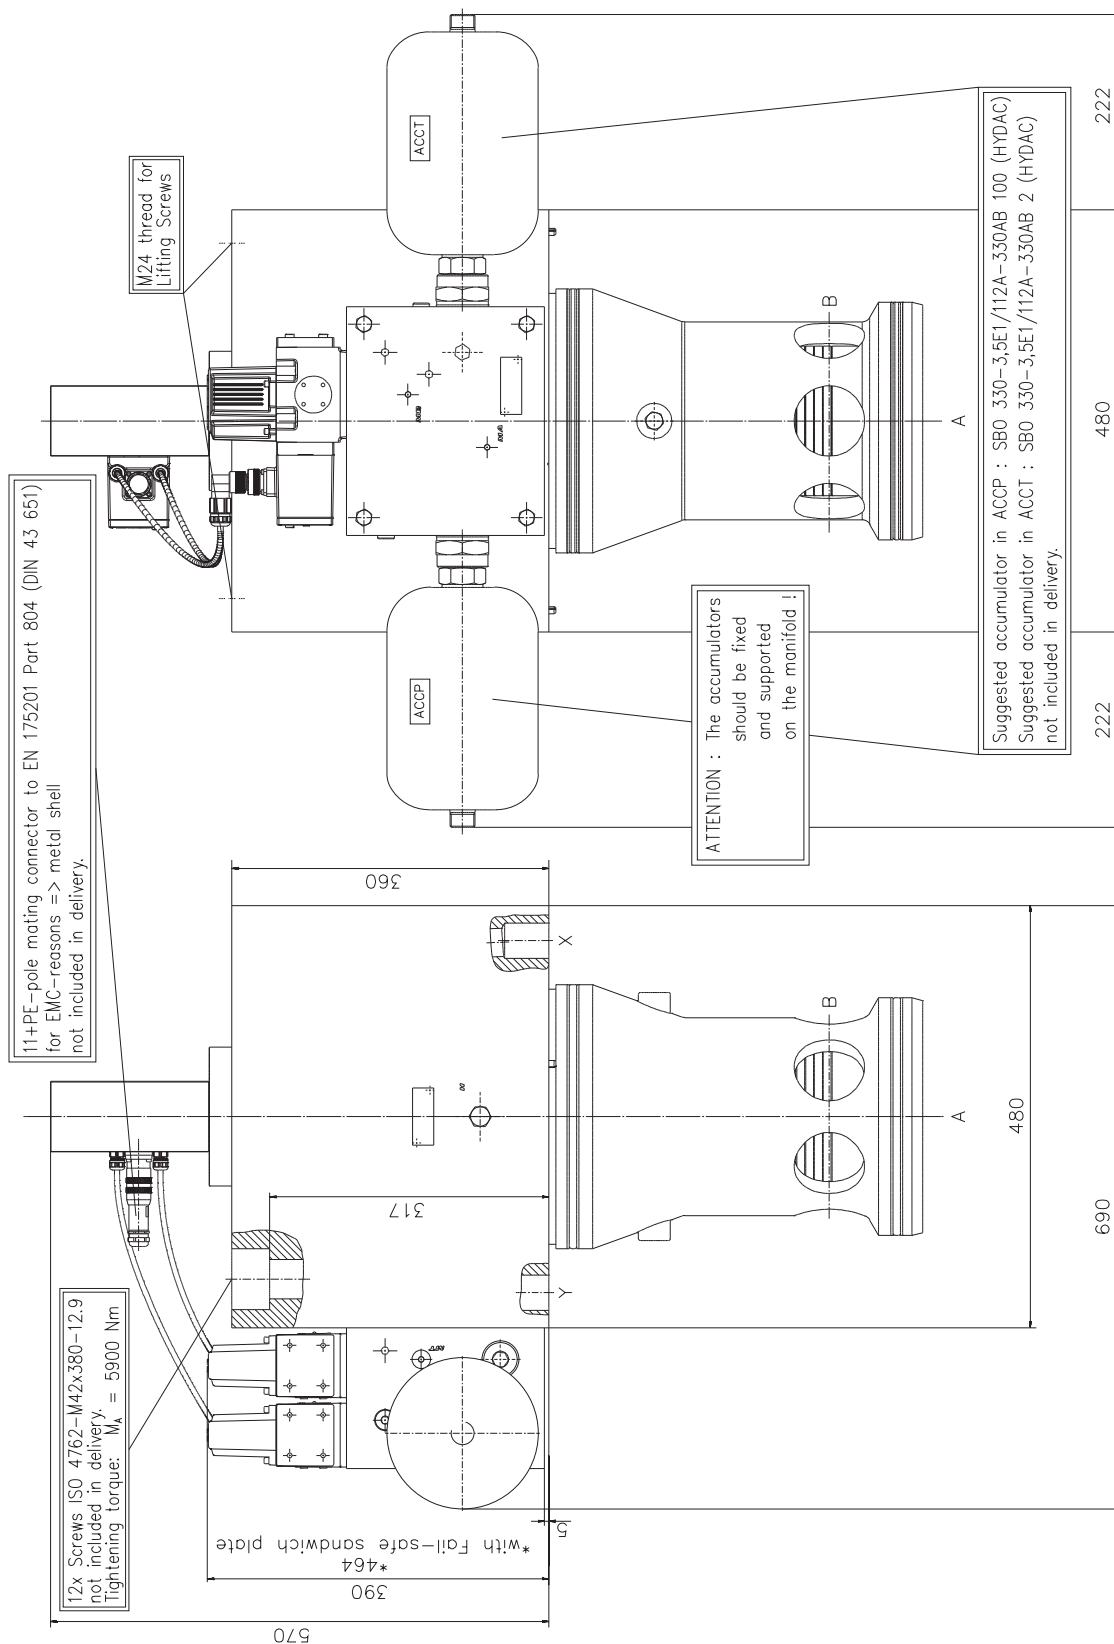 11+PE-pole mating connector to EN 175201 Part 804 (DIN 43 651)
for EMC-reasons => metal shell
not included in delivery.
M24 thread for
Lifting Screws
12x Screws ISO 4762-M42x380-12.9
not included in delivery.
Tightening torque: MA = 5900 Nm
ACCP
ACCT
ATTENTION : The accumulators
should be fixed
and supported
on the manifold !
Suggested accumulator in ACCP : SB0 330-3,5E1/112A-330AB 100 (HYDAC)
Suggested accumulator in ACCT : SB0 330-3,5E1/112A-330AB 2 (HYDAC)
not included in delivery.
570
390
*464
*with Fail-safe sandwich plate
5
317
360
Y
X
B
A
480
690
B
A
222
480
222